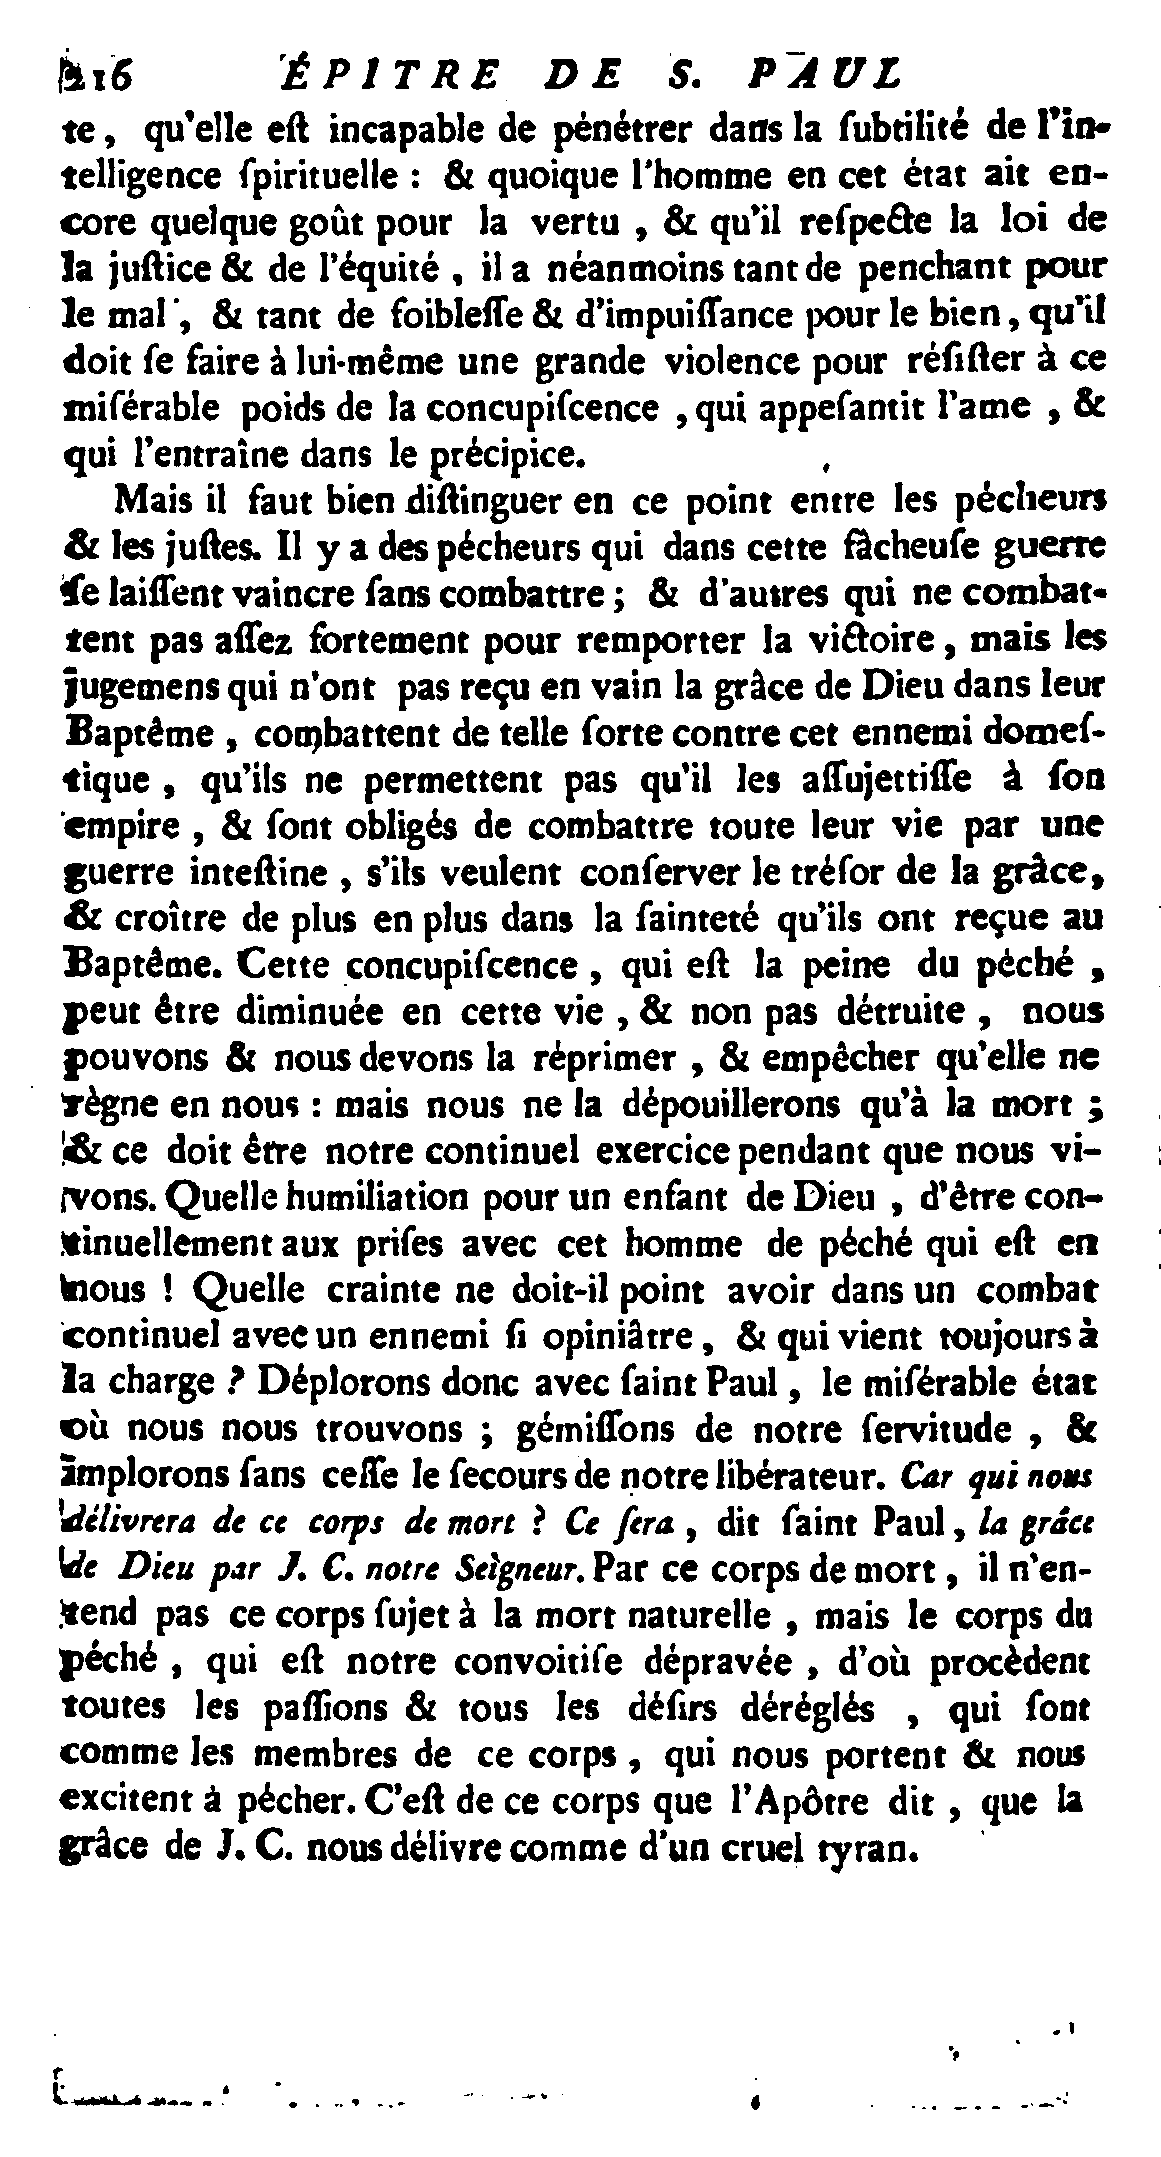 216 ÉPITRE DE S. PAUL
te, qu'elle eſt incapable de pénétrer dans la ſubtilité de l'in-
telligence ſpirituelle : & quoique l'homme en cet état ait en-
core quelque goût pour la vertu, & qu'il reſpecte la loi de
la juſtice & de l'équité, il a néanmoins tant de penchant pour
le mal, & tant de foibleſſe & d'impuiſſance pour le bien, qu'il
doit ſe faire à lui-même une grande violence pour réſiſter à ce
miſérable poids de la concupiſcence, qui appeſantit l'ame, &
qui l'entraîne dans le précipice.
Mais il faut bien diſtinguer en ce point entre les pécheurs
& les juſtes. Il y a des pécheurs qui dans cette fâcheuſe guerre
ſe laiſſent vaincre ſans combattre ; & d'autres qui ne combat-
tent pas aſſez fortement pour remporter la victoire, mais les
jugemens qui n'ont pas reçu en vain la grâce de Dieu dans leur
Baptême, combattent de telle ſorte contre cet ennemi domeſ-
tique, qu'ils ne permettent pas qu'il les aſſujettiſſe à ſon
empire, & ſont obligés de combattre toute leur vie par une
guerre inteſtine, s'ils veulent conſerver le tréſor de la grâce,
& croître de plus en plus dans la ſainteté qu'ils ont reçue au
Baptême. Cette concupiſcence, qui eſt la peine du péché,
peut être diminuée en cette vie, & non pas détruite, nous
pouvons & nous devons la réprimer, & empêcher qu'elle ne
règne en nous : mais nous ne la dépouillerons qu'à la mort ;
& ce doit être notre continuel exercice pendant que nous vi-
vons. Quelle humiliation pour un enfant de Dieu, d'être con-
tinuellement aux priſes avec cet homme de péché qui eſt en
nous ! Quelle crainte ne doit-il point avoir dans un combat
continuel avec un ennemi ſi opiniâtre, & qui vient toujours à
la charge ? Déplorons donc avec ſaint Paul, le miſérable état
où nous nous trouvons ; gémiſſons de notre ſervitude, &
implorons ſans ceſſe le ſecours de notre libérateur. Car qui nous
délivrera de ce corps de mort ? Ce ſera, dit ſaint Paul, la grâce
de Dieu par J. C. notre Seigneur. Par ce corps de mort, il n'en-
tend pas ce corps ſujet à la mort naturelle, mais le corps du
péché, qui eſt notre convoitiſe dépravée, d'où procèdent
toutes les paſſions & tous les déſirs déréglés, qui ſont
comme les membres de ce corps, qui nous portent & nous
excitent à pécher. C'eſt de ce corps que l'Apôtre dit, que la
grâce de J. C. nous délivre comme d'un cruel tyran.